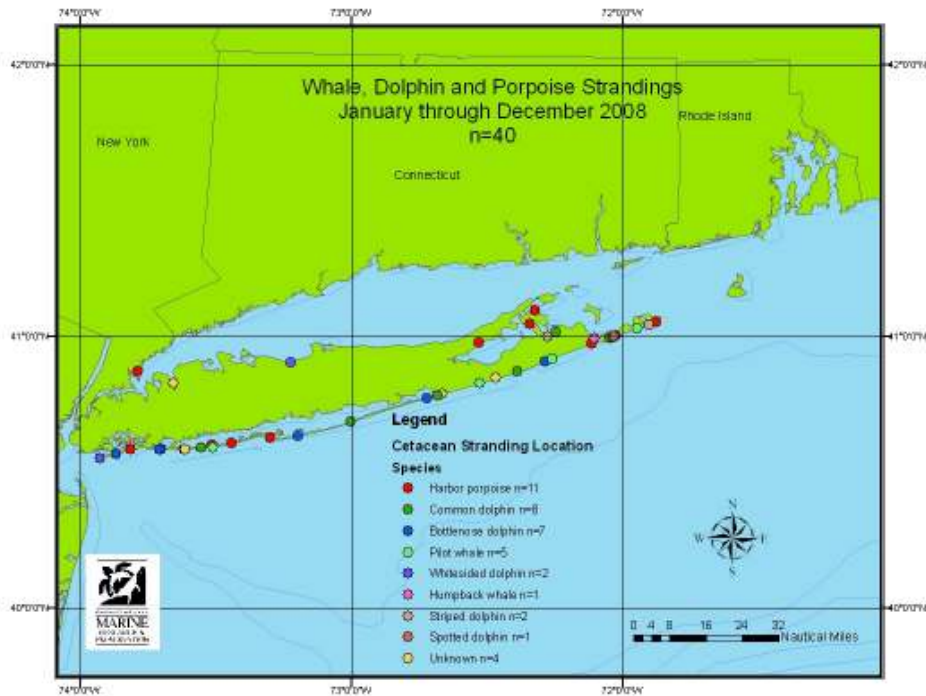 74°0'0"W 73°0'0"W 72°0'0"W
42°0'0"N 42°0'0"N
Whale, Dolphin and Porpoise Strandings
January through December 2008
n=40
New York
Rhode Island
Connecticut
41°0'0"N 41°0'0"N
Legend
Cetacean Stranding Location
Species
Harbor porpoise n=11
Common dolphin n=8
Bottlenose dolphin n=7
Pilot whale n=5
Whitesided dolphin n=2
Humpback whale n=1
Striped dolphin n=2
Spotted dolphin n=1
Unknown n=4
N
W E
S
40°0'0"N 40°0'0"N
MARINE
0 4 8 16 24 32
Nautical Miles
74°0'0"W 73°0'0"W 72°0'0"W